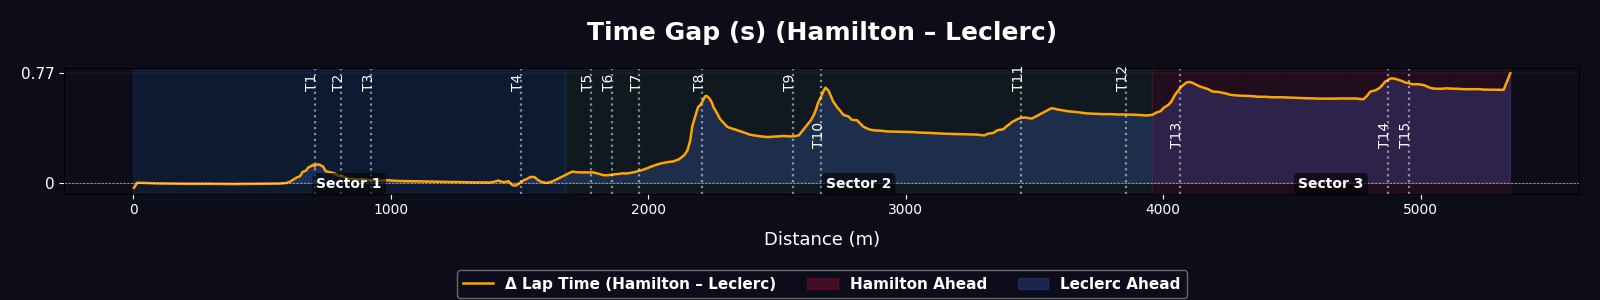 Time Gap (s) (Hamilton – Leclerc)
0.77
0
T1
T2
T3
T4
T5
T6
T7
T8
T9
T10
T11
T12
T13
T14
T15
Sector 1
Sector 2
Sector 3
0
1000
2000
3000
4000
5000
Distance (m)
Δ Lap Time (Hamilton – Leclerc)
Hamilton Ahead
Leclerc Ahead